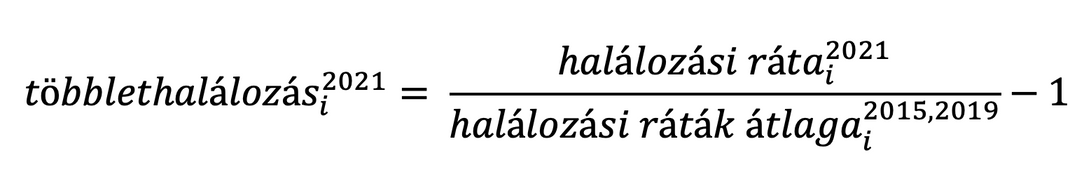 többlethalálozás_i^2021 = halálozási ráta_i^2021 / halálozási ráták átlaga_i^2015,2019 − 1